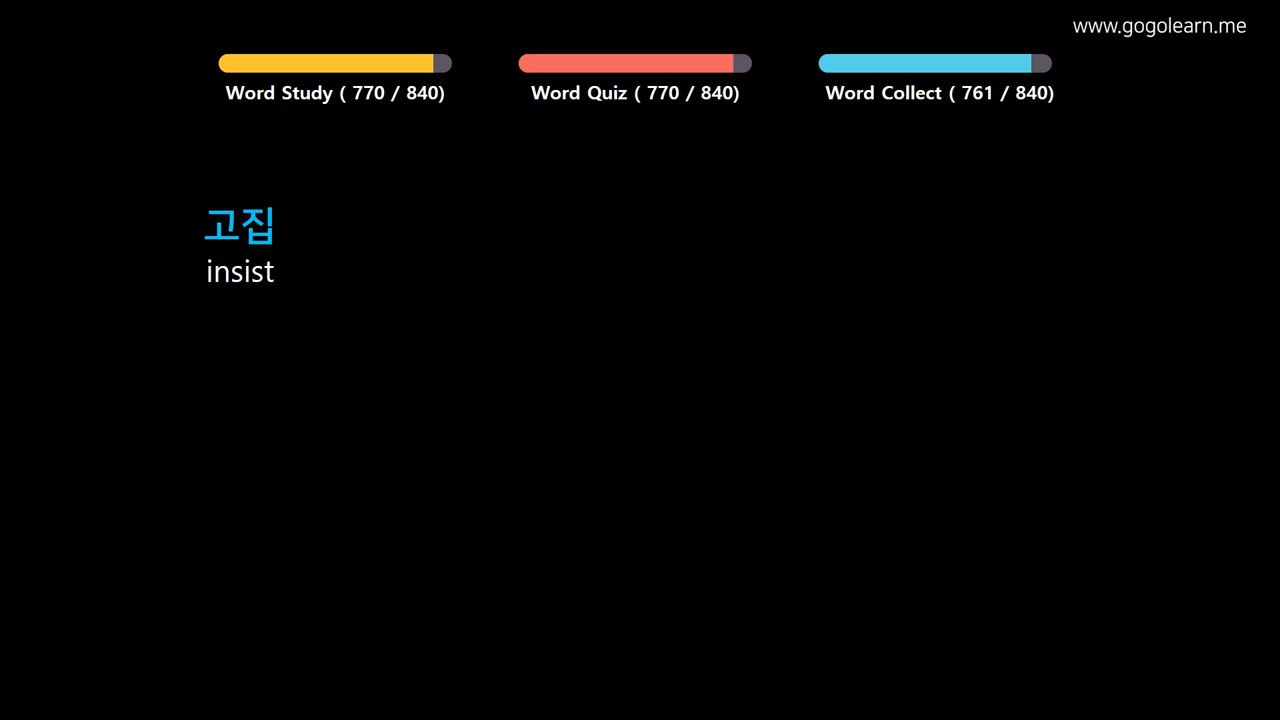 www.gogolearn.me
Word Study ( 770 / 840)
Word Quiz ( 770 / 840)
Word Collect ( 761 / 840)
고집
insist